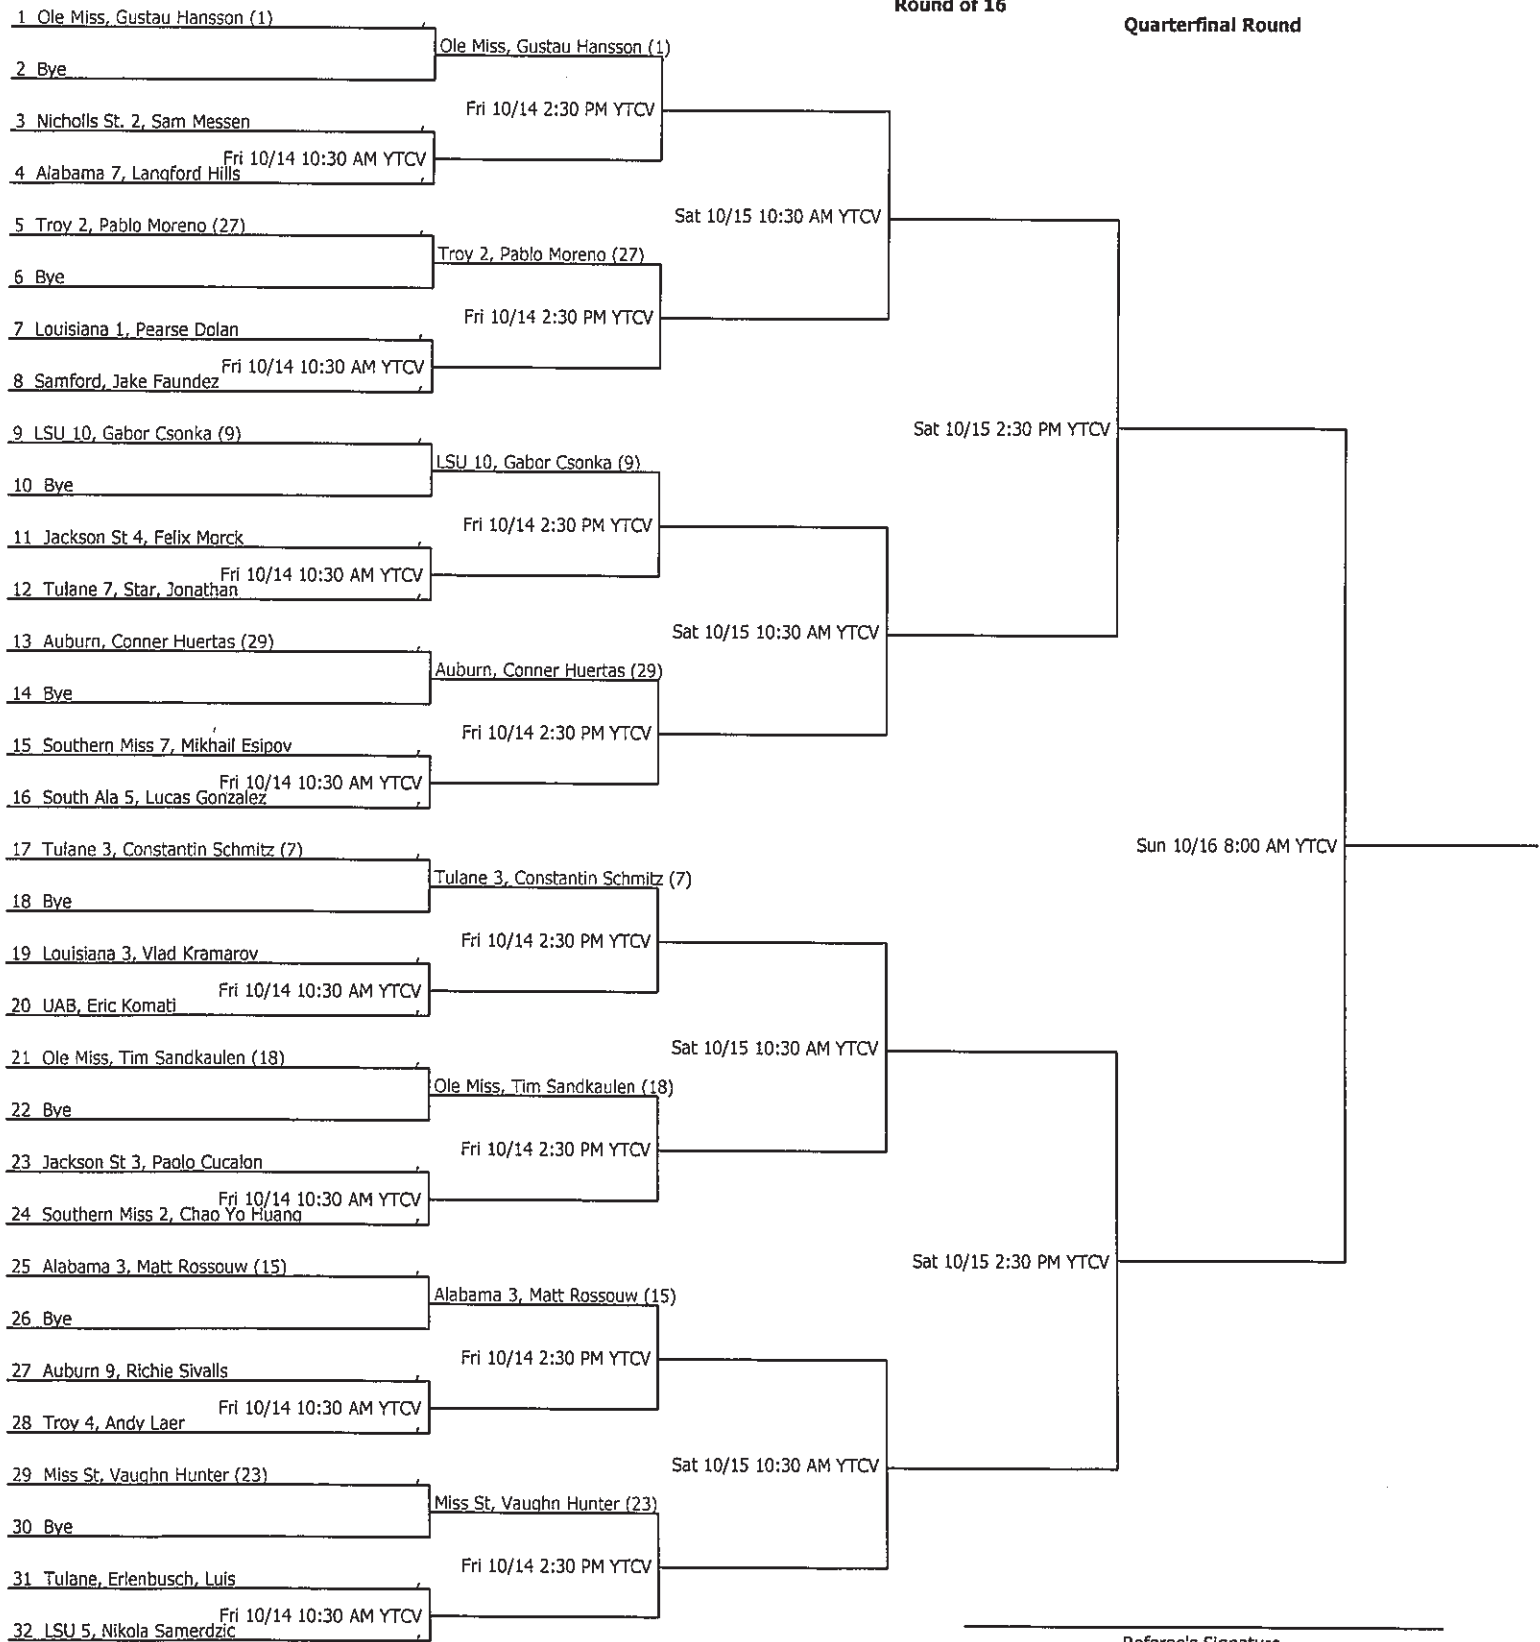 Round of 16
Quarterfinal Round
1 Ole Miss, Gustau Hansson (1)
Ole Miss, Gustau Hansson (1)
2 Bye
Fri 10/14 2:30 PM YTCV
3 Nicholls St. 2, Sam Messen
Fri 10/14 10:30 AM YTCV
4 Alabama 7, Langford Hills
Sat 10/15 10:30 AM YTCV
5 Troy 2, Pablo Moreno (27)
Troy 2, Pablo Moreno (27)
6 Bye
Fri 10/14 2:30 PM YTCV
7 Louisiana 1, Pearse Dolan
Fri 10/14 10:30 AM YTCV
8 Samford, Jake Faundez
Sat 10/15 2:30 PM YTCV
9 LSU 10, Gabor Csonka (9)
LSU 10, Gabor Csonka (9)
10 Bye
Fri 10/14 2:30 PM YTCV
11 Jackson St 4, Felix Morck
Fri 10/14 10:30 AM YTCV
12 Tulane 7, Star, Jonathan
Sat 10/15 10:30 AM YTCV
13 Auburn, Conner Huertas (29)
Auburn, Conner Huertas (29)
14 Bye
Fri 10/14 2:30 PM YTCV
15 Southern Miss 7, Mikhail Esipov
Fri 10/14 10:30 AM YTCV
16 South Ala 5, Lucas Gonzalez
Sun 10/16 8:00 AM YTCV
17 Tulane 3, Constantin Schmitz (7)
Tulane 3, Constantin Schmitz (7)
18 Bye
Fri 10/14 2:30 PM YTCV
19 Louisiana 3, Vlad Kramarov
Fri 10/14 10:30 AM YTCV
20 UAB, Eric Komati
Sat 10/15 10:30 AM YTCV
21 Ole Miss, Tim Sandkaulen (18)
Ole Miss, Tim Sandkaulen (18)
22 Bye
Fri 10/14 2:30 PM YTCV
23 Jackson St 3, Paolo Cucalon
Fri 10/14 10:30 AM YTCV
24 Southern Miss 2, Chao Yo Huang
Sat 10/15 2:30 PM YTCV
25 Alabama 3, Matt Rossouw (15)
Alabama 3, Matt Rossouw (15)
26 Bye
Fri 10/14 2:30 PM YTCV
27 Auburn 9, Richie Sivalls
Fri 10/14 10:30 AM YTCV
28 Troy 4, Andy Laer
Sat 10/15 10:30 AM YTCV
29 Miss St, Vaughn Hunter (23)
Miss St, Vaughn Hunter (23)
30 Bye
Fri 10/14 2:30 PM YTCV
31 Tulane, Erlenbusch, Luis
Fri 10/14 10:30 AM YTCV
32 LSU 5, Nikola Samerdzic
Referee's Signature